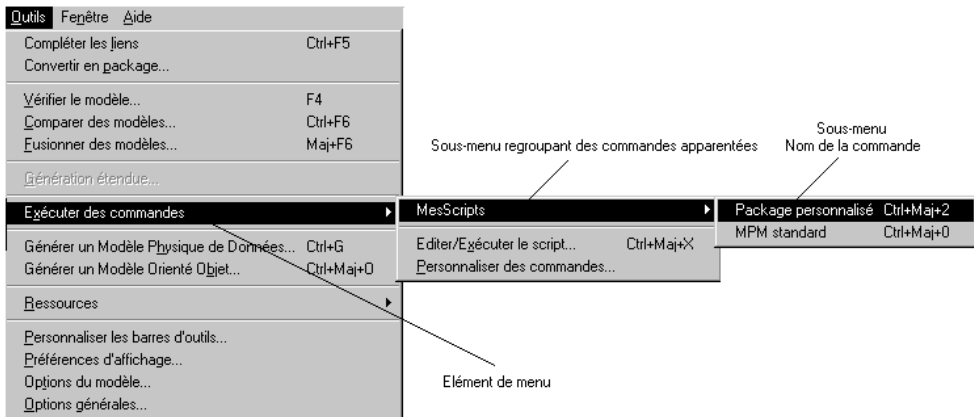 Outils Fenêtre Aide
Compléter les liens Ctrl+F5
Convertir en package...
Vérifier le modèle... F4
Comparer des modèles... Ctrl+F6
Fusionner des modèles... Maj+F6
Génération étendue...
Exécuter des commandes
Générer un Modèle Physique de Données... Ctrl+G
Générer un Modèle Orienté Objet... Ctrl+Maj+O
Ressources
Personnaliser les barres d'outils...
Préférences d'affichage...
Options du modèle...
Options générales...
Sous-menu regroupant des commandes apparentées
MesScripts
Editer/Exécuter le script... Ctrl+Maj+X
Personnaliser des commandes...
Sous-menu
Nom de la commande
Package personnalisé Ctrl+Maj+2
MPM standard Ctrl+Maj+0
Elément de menu